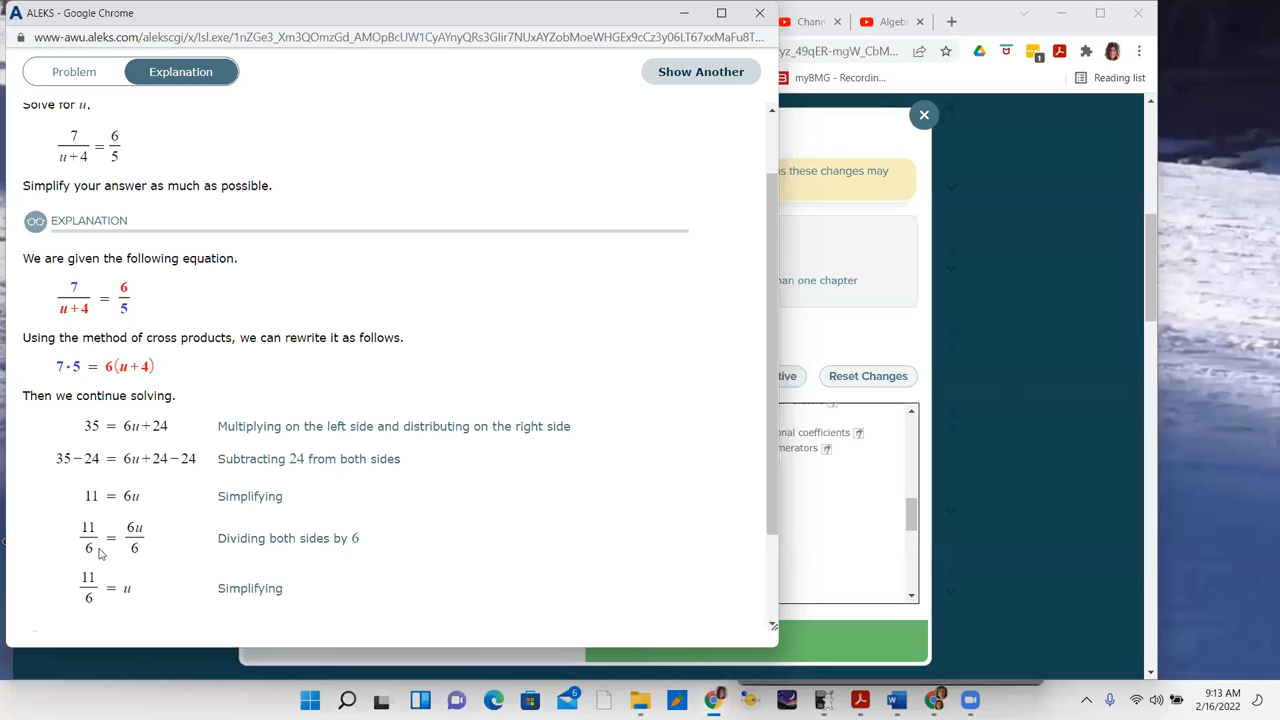 ALEKS - Google Chrome
www-awu.aleks.com/alekscgi/x/Isl.exe/1nZGe3_Xm3QOmzGd_AMOpBcUW1CyAYnyQRs3GIir7NUxAYZobMoeWHGEx9cCz3y06LT67xxMaFu8T...
Chann
Algeb
yz_49qER-mgW_CbM...
1
myBMG - Recordin...
Reading list
Problem
Explanation
Show Another
Solve for u,
7/(u+4) = 6/5
Simplify your answer as much as possible.
EXPLANATION
We are given the following equation.
7/(u+4) = 6/5
Using the method of cross products, we can rewrite it as follows.
7·5 = 6(u+4)
Then we continue solving.
35 = 6u+24 Multiplying on the left side and distributing on the right side
35−24 = 6u+24−24 Subtracting 24 from both sides
11 = 6u Simplifying
11/6 = 6u/6 Dividing both sides by 6
11/6 = u Simplifying
s these changes may
an one chapter
tive
Reset Changes
nal coefficients
merators
6
9:13 AM
2/16/2022